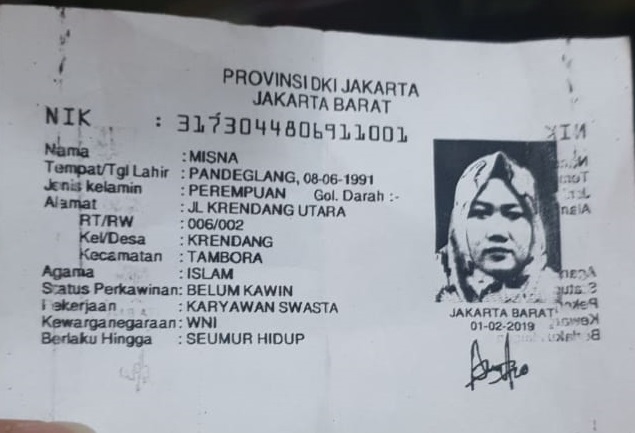 PROVINSI DKI JAKARTA
JAKARTA BARAT
NIK : 3173044806911001
Nama : MISNA
Tempat/Tgl Lahir : PANDEGLANG, 08-06-1991
Jenis kelamin : PEREMPUAN Gol. Darah :-
Alamat : JL KRENDANG UTARA
RT/RW : 006/002
Kel/Desa : KRENDANG
Kecamatan : TAMBORA
Agama : ISLAM
Status Perkawinan: BELUM KAWIN
Pekerjaan : KARYAWAN SWASTA
Kewarganegaraan: WNI
Berlaku Hingga : SEUMUR HIDUP
JAKARTA BARAT
01-02-2019